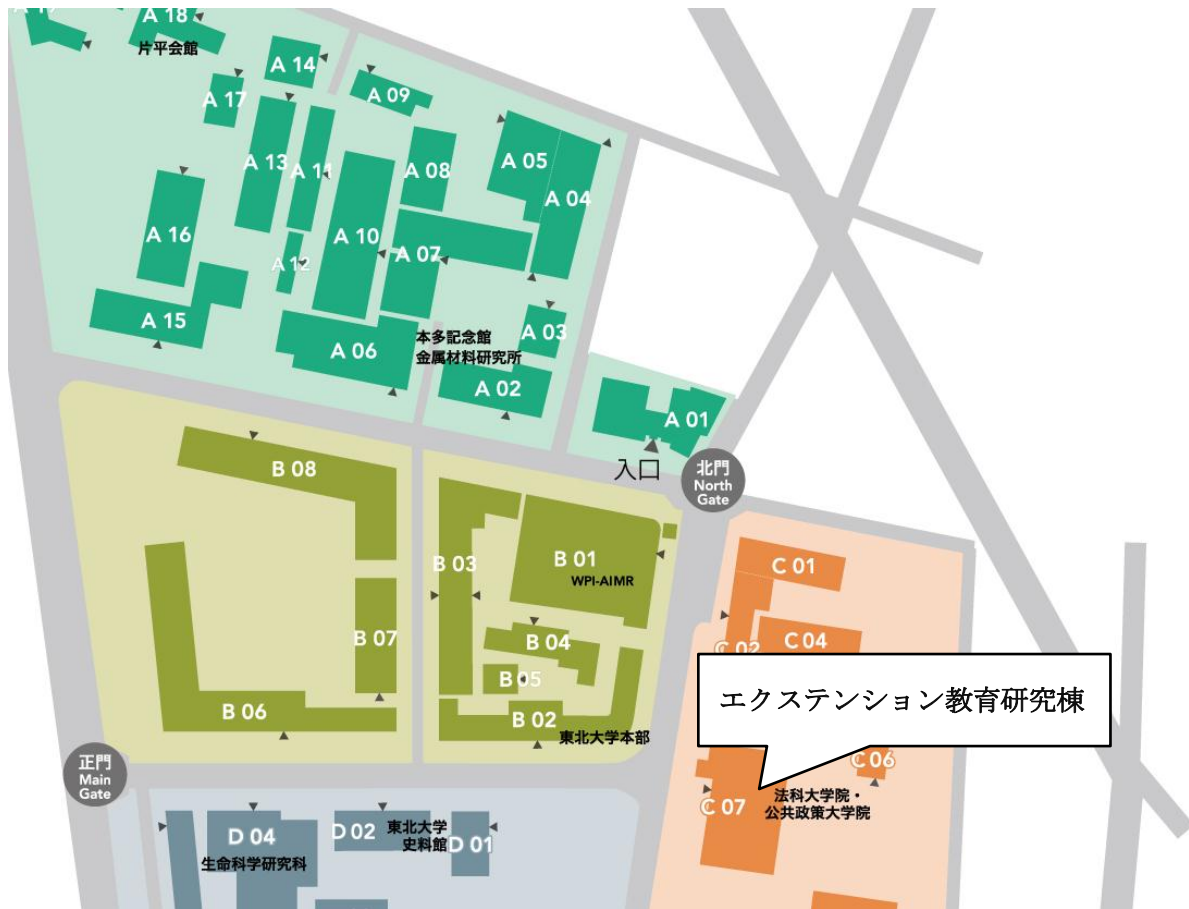 A 18
片平会館
A 14
A 17
A 09
A 13
A 11
A 08
A 05
A 04
A 16
A 10
A 12
A 07
A 15
A 06
本多記念館
金属材料研究所
A 03
A 02
A 01
入口
北門
North
Gate
B 08
B 03
B 01
WPI-AIMR
C 01
B 07
B 04
C 02
C 04
B 05
エクステンション教育研究棟
B 06
B 02
東北大学本部
正門
Main
Gate
C 06
C 07
法科大学院・
公共政策大学院
D 04
生命科学研究科
D 02
東北大学
史料館
D 01